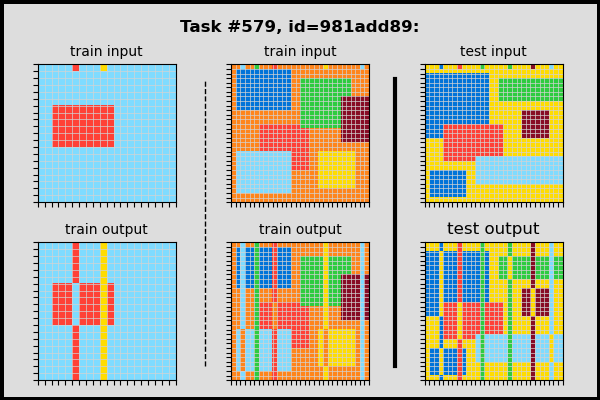 Task #579, id=981add89:
train input
train input
test input
train output
train output
test output